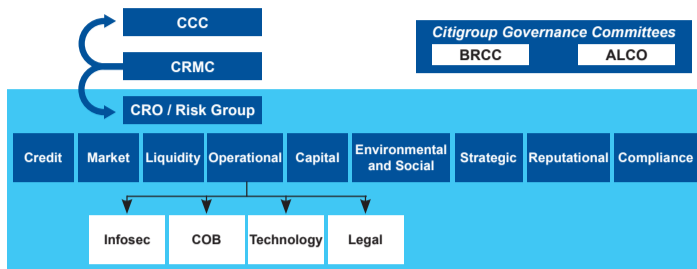 CCC
Citigroup Governance Committees
BRCC ALCO
CRMC
CRO / Risk Group
Credit Market Liquidity Operational Capital Environmental and Social Strategic Reputational Compliance
Infosec COB Technology Legal